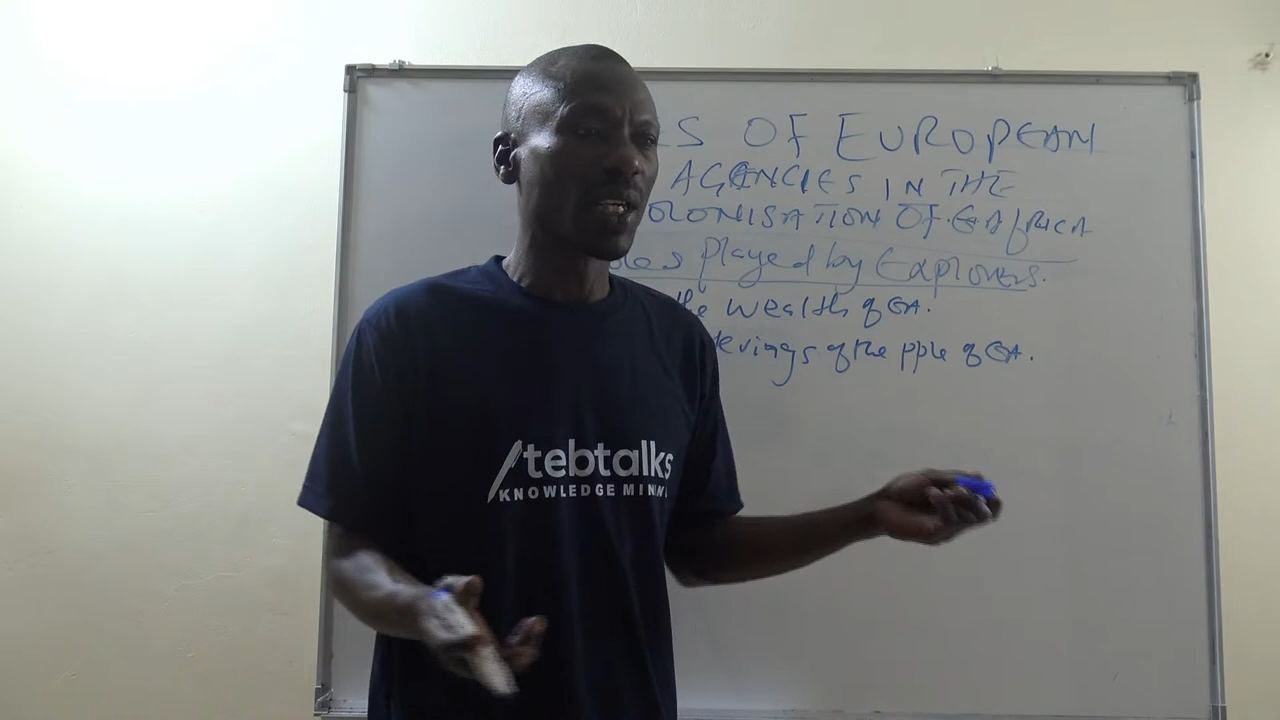 OF EUROPEAN
AGENCIES IN THE
OLONISATION OF E.AfRICA
Played by Explorers.
the wealth of EA.
of the pple of EA.
tebtalks
KNOWLEDGE